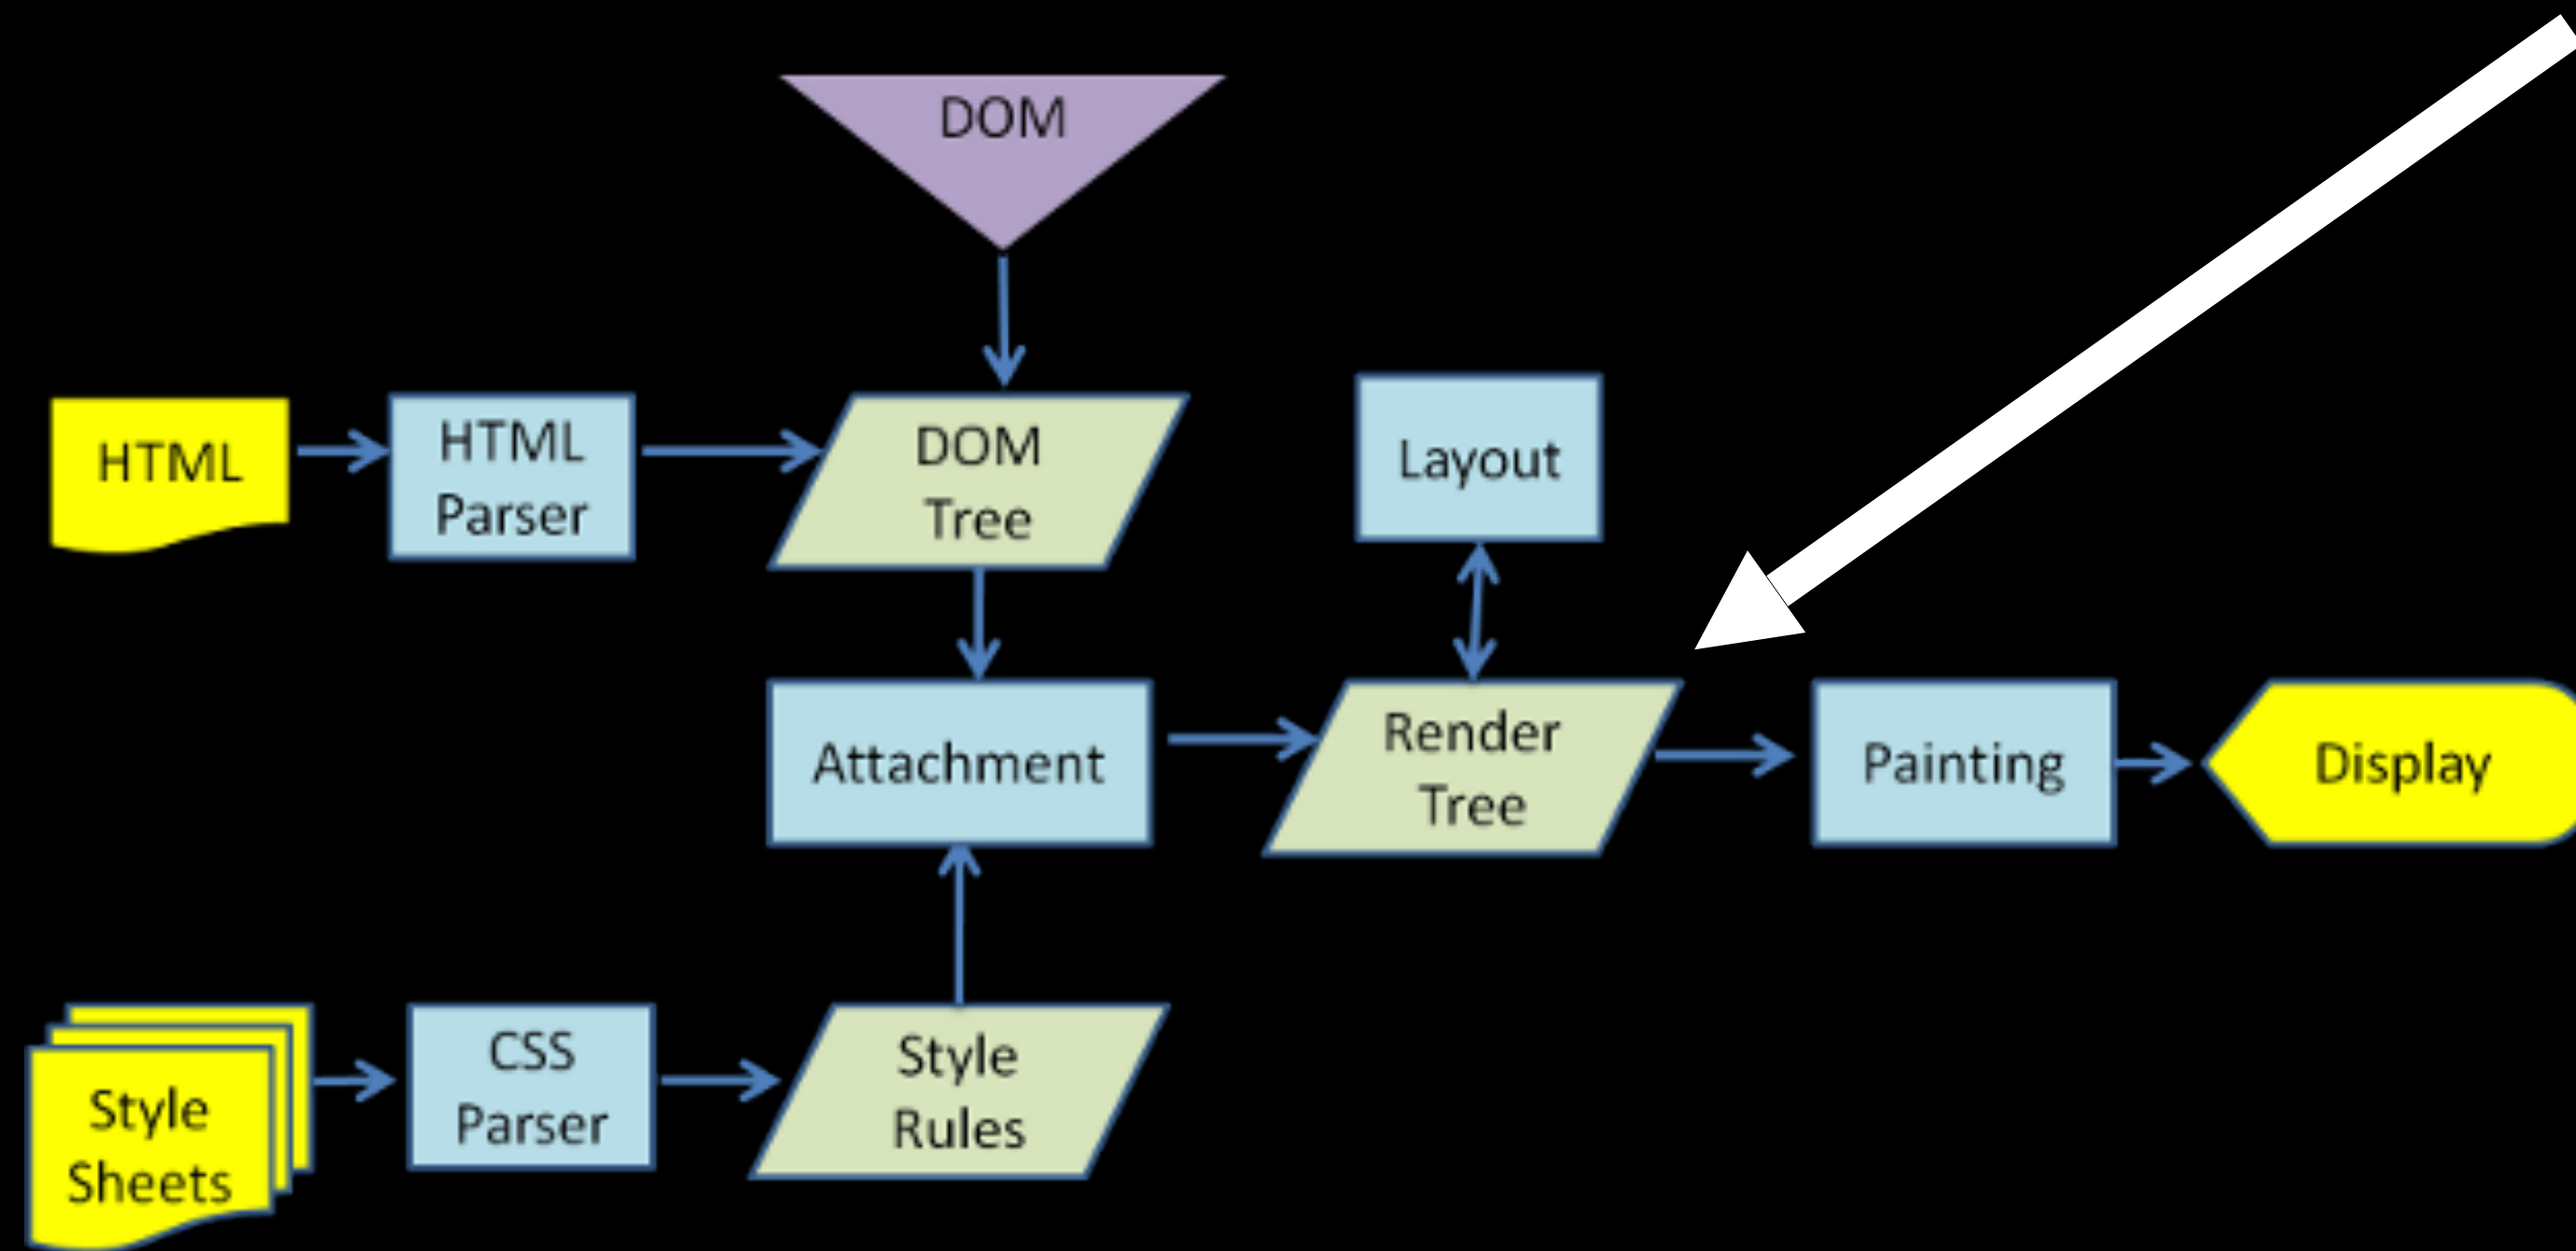 DOM
HTML
HTML
Parser
DOM
Tree
Layout
Attachment
Render
Tree
Painting
Display
Style
Sheets
CSS
Parser
Style
Rules